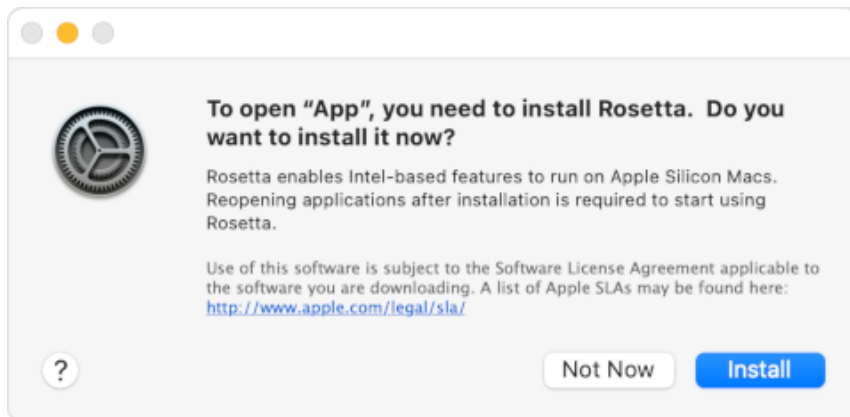 To open “App”, you need to install Rosetta.  Do you
want to install it now?
Rosetta enables Intel-based features to run on Apple Silicon Macs.
Reopening applications after installation is required to start using
Rosetta.
Use of this software is subject to the Software License Agreement applicable to
the software you are downloading. A list of Apple SLAs may be found here:
http://www.apple.com/legal/sla/
?
Not Now
Install